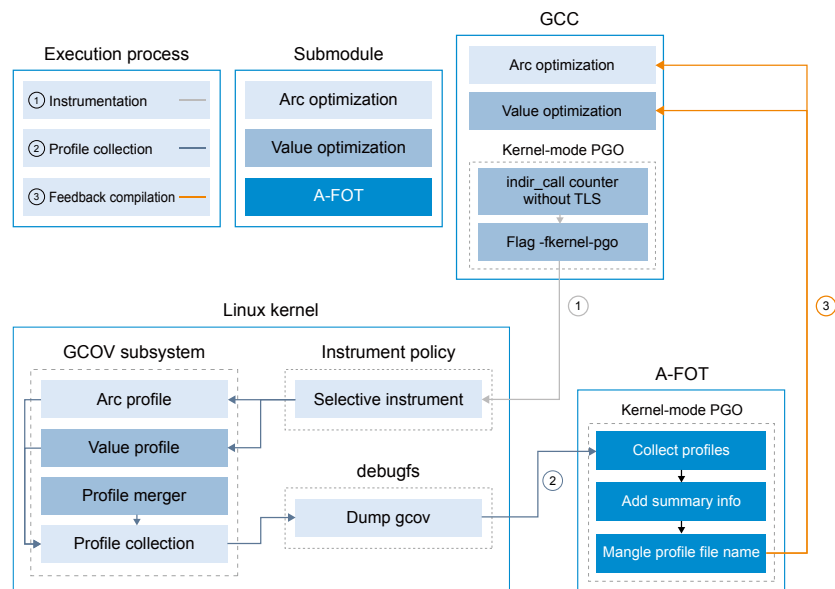 Execution process
① Instrumentation
② Profile collection
③ Feedback compilation
Submodule
Arc optimization
Value optimization
A-FOT
GCC
Arc optimization
Value optimization
Kernel-mode PGO
indir_call counter
without TLS
Flag -fkernel-pgo
①
③
Linux kernel
GCOV subsystem
Arc profile
Value profile
Profile merger
Profile collection
Instrument policy
Selective instrument
debugfs
Dump gcov
②
A-FOT
Kernel-mode PGO
Collect profiles
Add summary info
Mangle profile file name